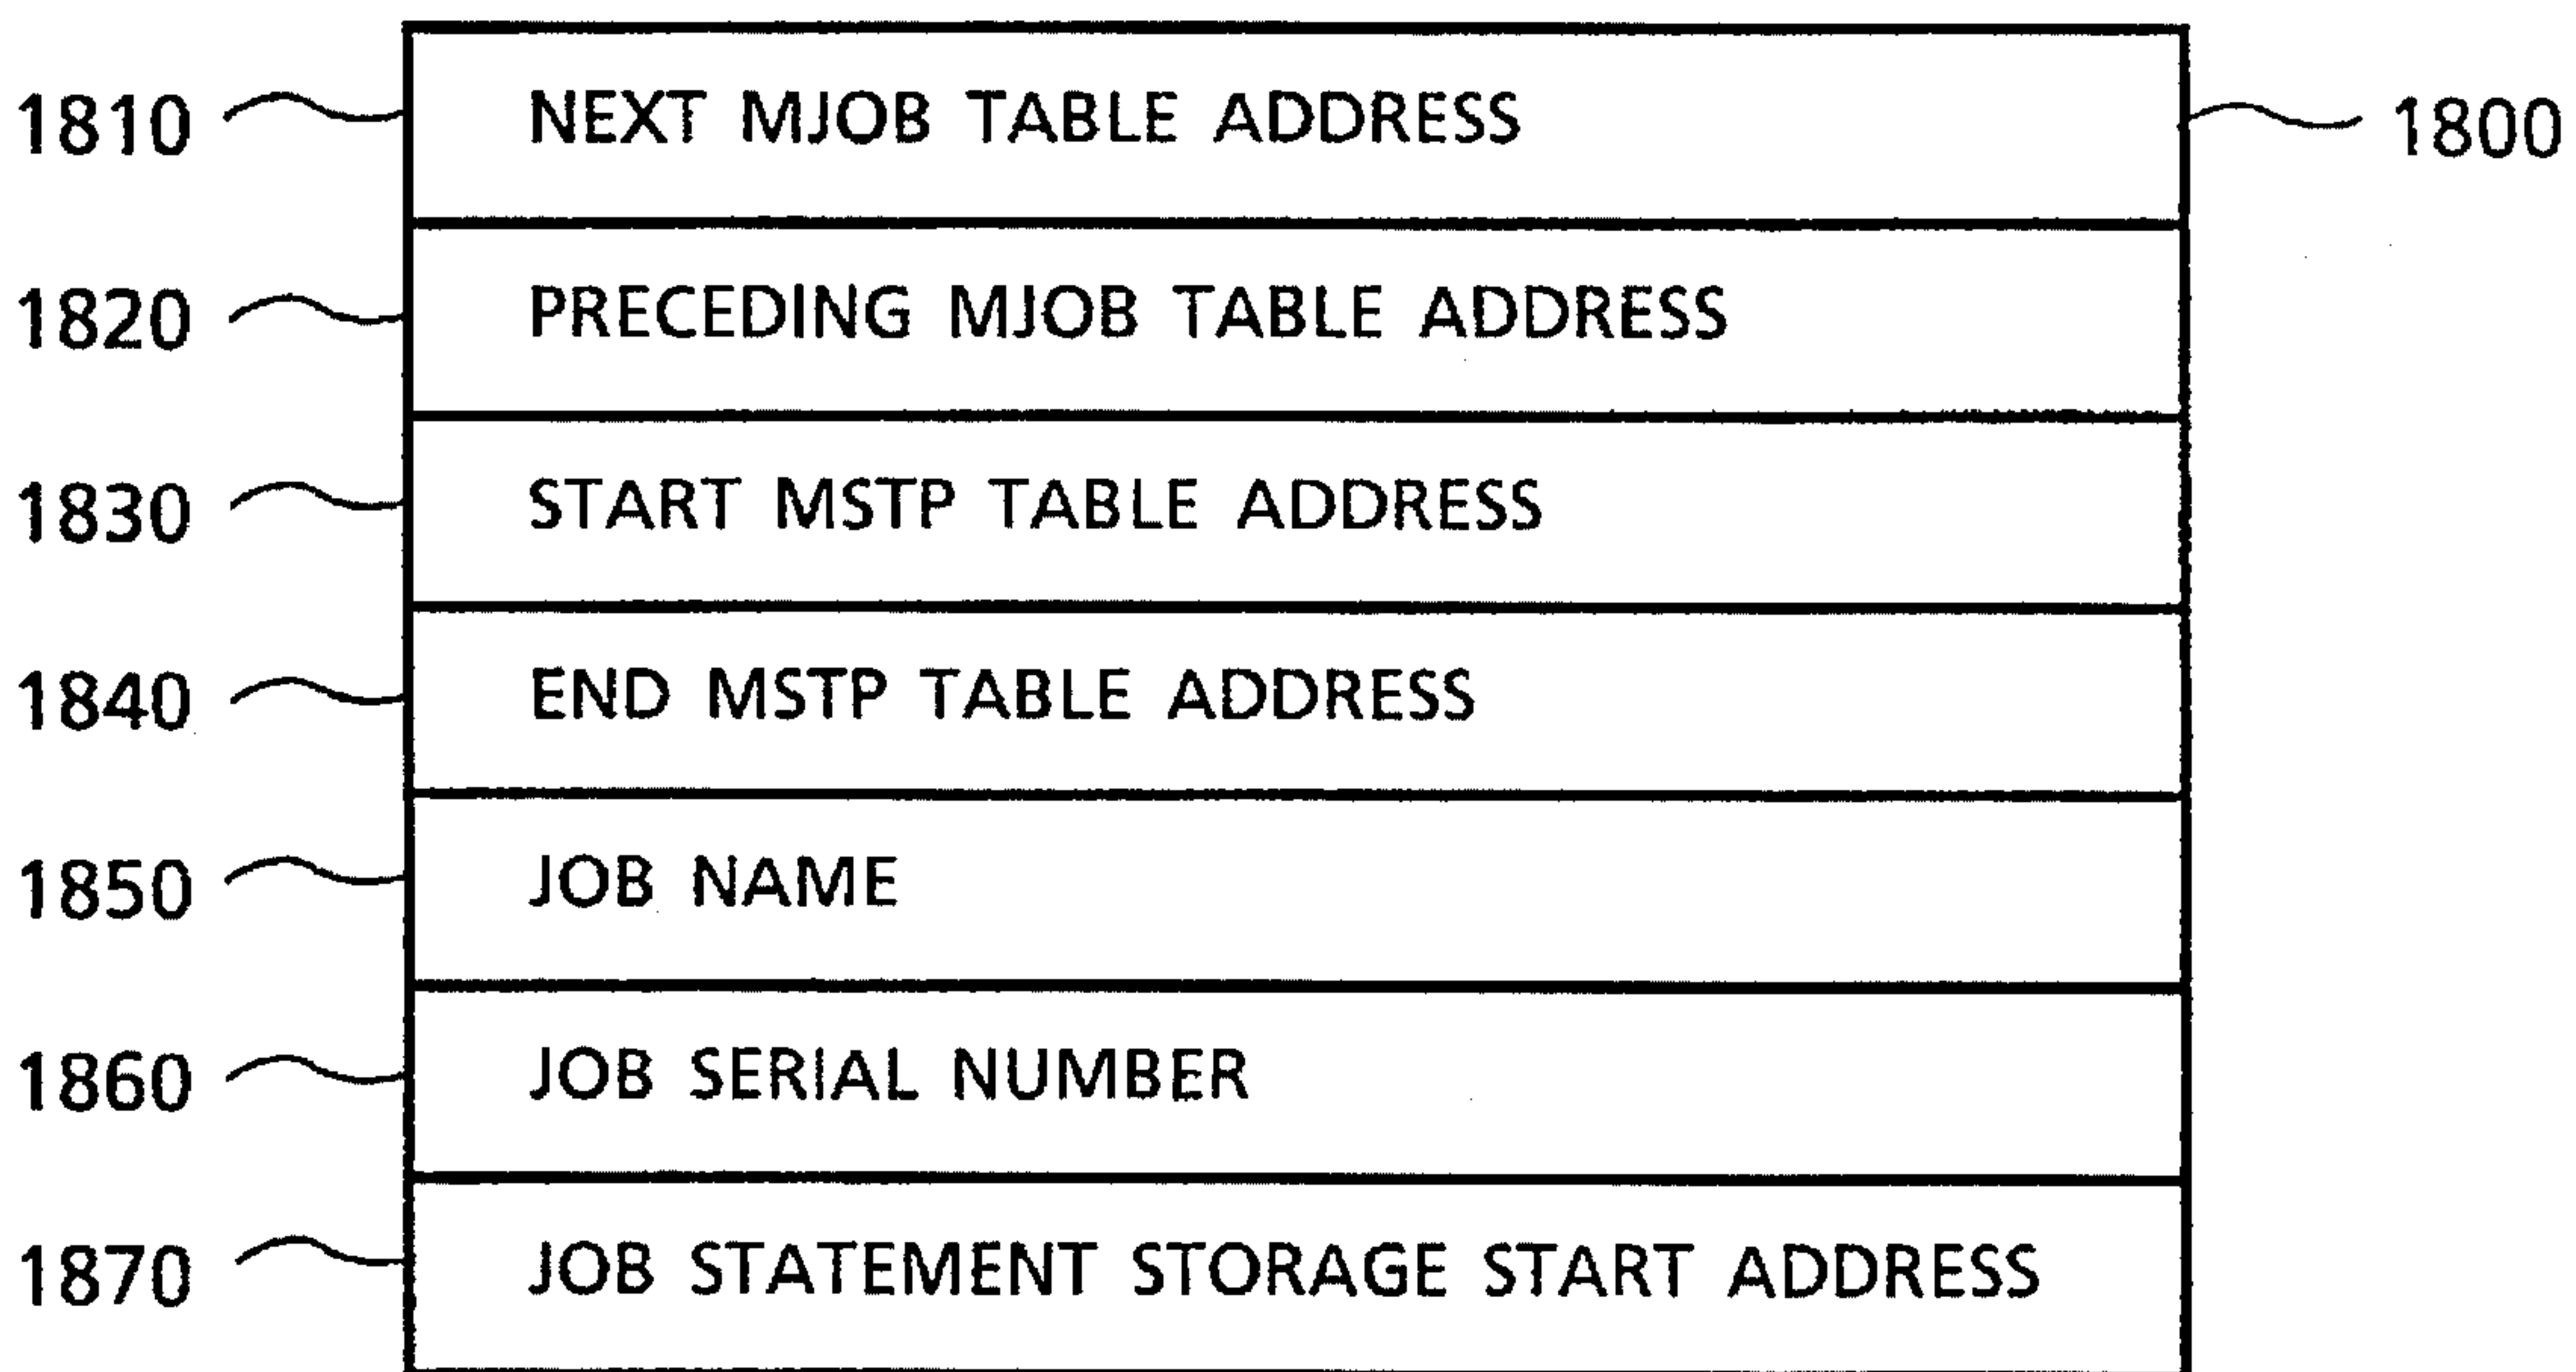 1810 NEXT MJOB TABLE ADDRESS 1800
1820 PRECEDING MJOB TABLE ADDRESS
1830 START MSTP TABLE ADDRESS
1840 END MSTP TABLE ADDRESS
1850 JOB NAME
1860 JOB SERIAL NUMBER
1870 JOB STATEMENT STORAGE START ADDRESS